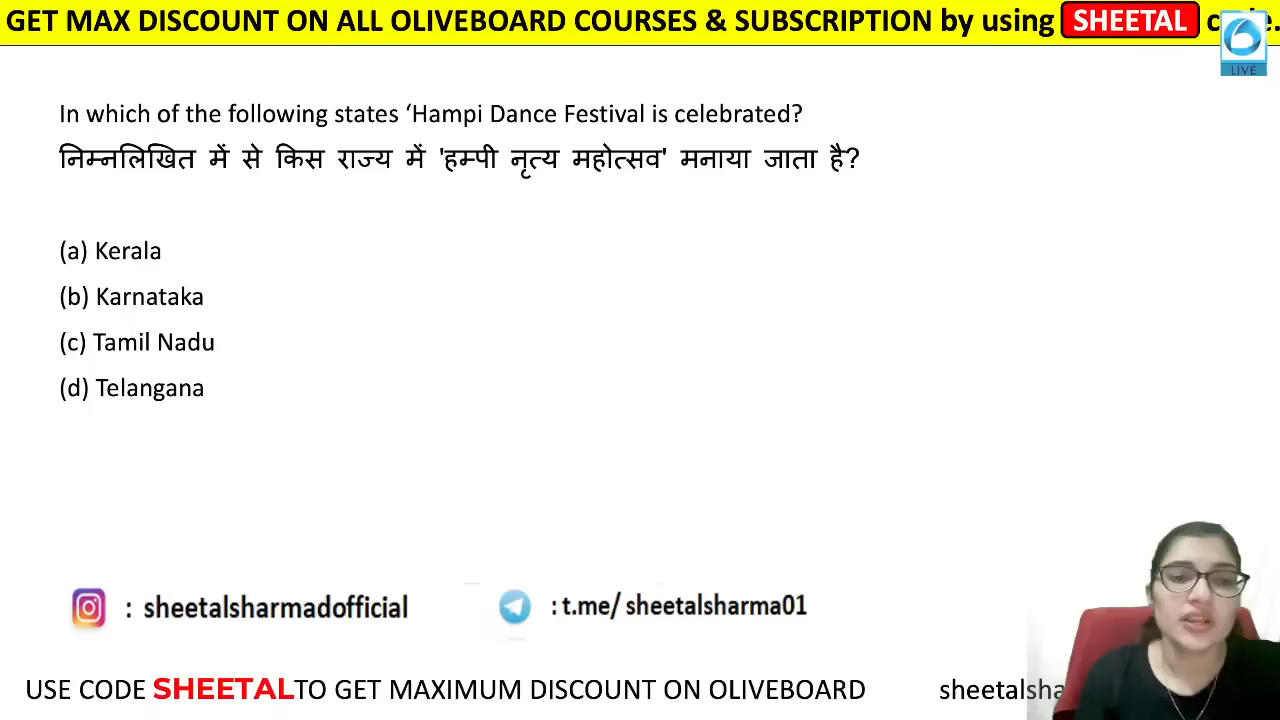 GET MAX DISCOUNT ON ALL OLIVEBOARD COURSES & SUBSCRIPTION by using SHEETAL code.
LIVE
In which of the following states ‘Hampi Dance Festival is celebrated?
निम्नलिखित में से किस राज्य में 'हम्पी नृत्य महोत्सव' मनाया जाता है?
(a) Kerala
(b) Karnataka
(c) Tamil Nadu
(d) Telangana
: sheetalsharmadofficial
: t.me/ sheetalsharma01
USE CODE SHEETALTO GET MAXIMUM DISCOUNT ON OLIVEBOARD